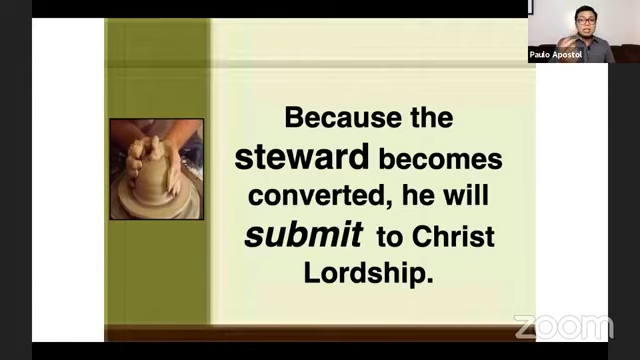 Paulo Apostol
Because the
steward becomes
converted, he will
submit to Christ
Lordship.
zoom